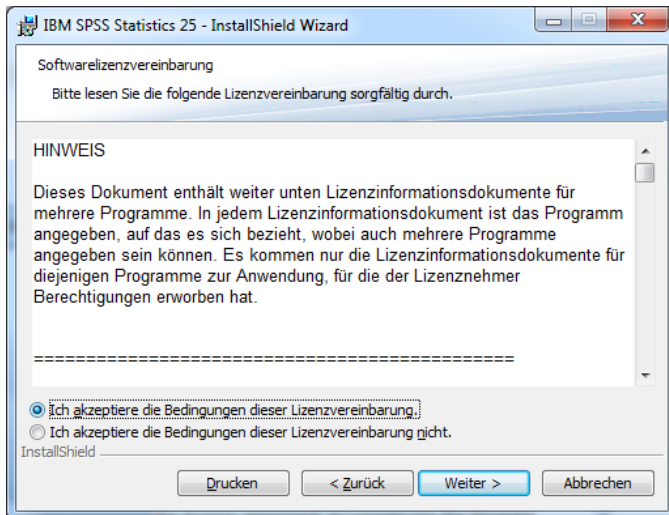 IBM SPSS Statistics 25 - InstallShield Wizard
Softwarelizenzvereinbarung
Bitte lesen Sie die folgende Lizenzvereinbarung sorgfältig durch.
HINWEIS
Dieses Dokument enthält weiter unten Lizenzinformationsdokumente für
mehrere Programme. In jedem Lizenzinformationsdokument ist das Programm
angegeben, auf das es sich bezieht, wobei auch mehrere Programme
angegeben sein können. Es kommen nur die Lizenzinformationsdokumente für
diejenigen Programme zur Anwendung, für die der Lizenznehmer
Berechtigungen erworben hat.
==============================================
Ich akzeptiere die Bedingungen dieser Lizenzvereinbarung.
Ich akzeptiere die Bedingungen dieser Lizenzvereinbarung nicht.
InstallShield
Drucken < Zurück Weiter > Abbrechen